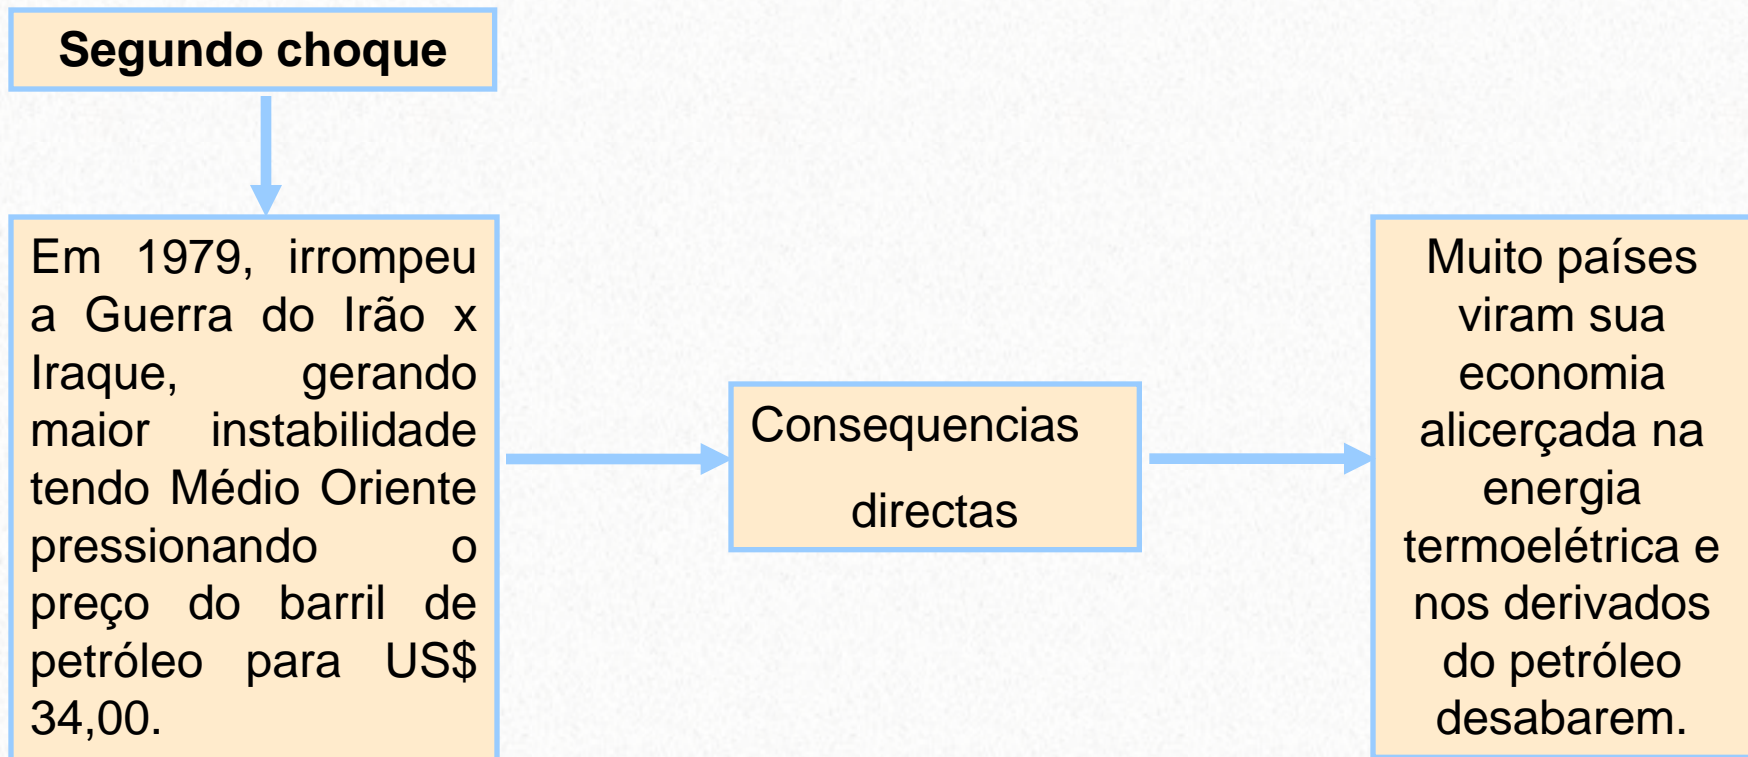 Segundo choque
Em 1979, irrompeu
a Guerra do Irão x
Iraque, gerando
maior instabilidade
tendo Médio Oriente
pressionando o
preço do barril de
petróleo para US$
34,00.
Consequencias
directas
Muito países
viram sua
economia
alicerçada na
energia
termoelétrica e
nos derivados
do petróleo
desabarem.